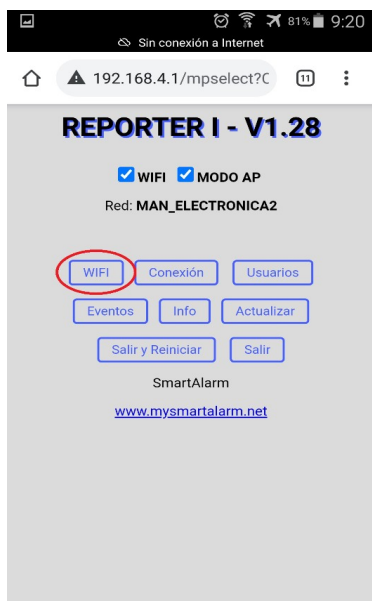 81% 9:20
Sin conexión a Internet
192.168.4.1/mpselect?C 11
REPORTER I - V1.28
WIFI MODO AP
Red: MAN_ELECTRONICA2
WIFI Conexión Usuarios
Eventos Info Actualizar
Salir y Reiniciar Salir
SmartAlarm
www.mysmartalarm.net